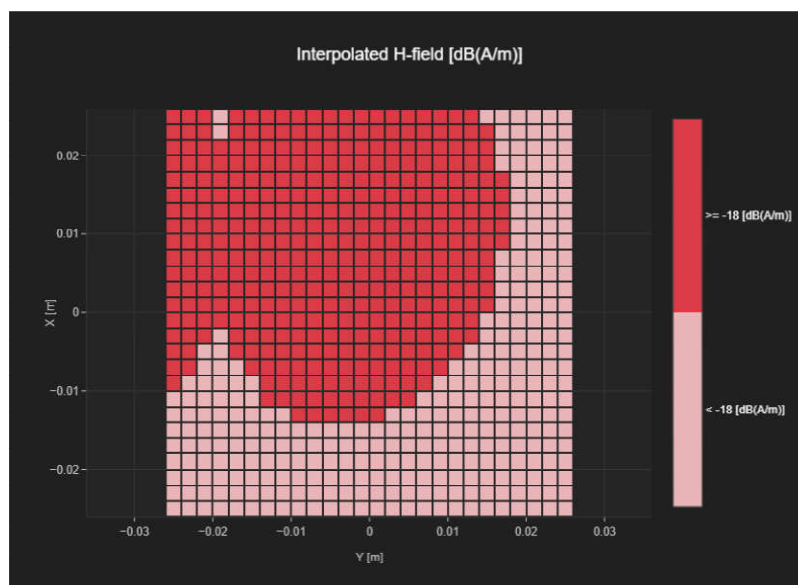 Interpolated H-field [dB(A/m)]
0.02
0.01
0
−0.01
−0.02
X [m]
−0.03
−0.02
−0.01
0
0.01
0.02
0.03
Y [m]
>= -18 [dB(A/m)]
< -18 [dB(A/m)]